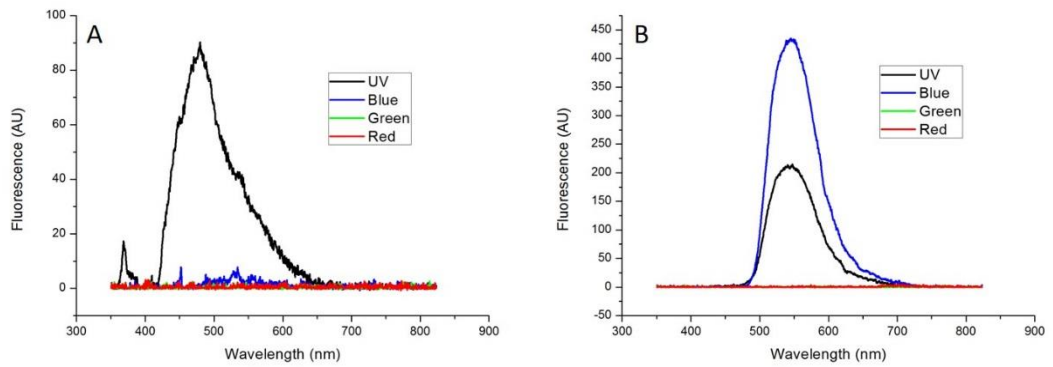 A
100
80
60
40
20
0
300 400 500 600 700 800 900
Fluorescence (AU)
Wavelength (nm)
UV
Blue
Green
Red
B
450
400
350
300
250
200
150
100
50
0
-50
300 400 500 600 700 800 900
Fluorescence (AU)
Wavelength (nm)
UV
Blue
Green
Red